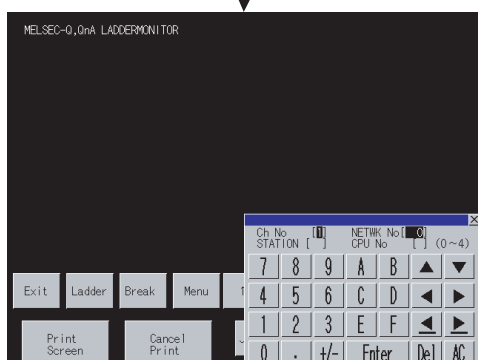 MELSEC-Q,QnA LADDERMONITOR
Ch No [1] NETWK No[ 0]
STATION [ ] CPU No [ ] (0~4)
7 8 9 A B ▲ ▼
Exit Ladder Break Menu 1
4 5 6 C D ◀ ▶
1 2 3 E F ◀ ▶
Print Screen
Cancel Print
0 . +/- Enter Del AC